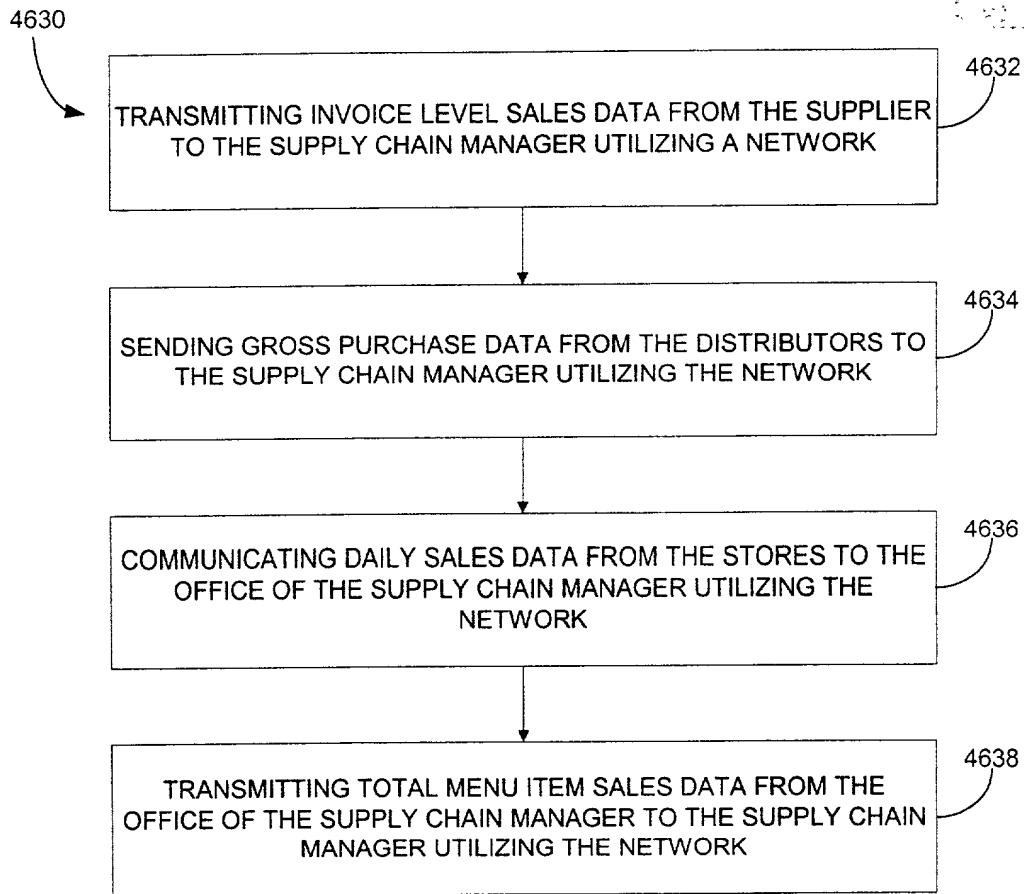 4630
4632
TRANSMITTING INVOICE LEVEL SALES DATA FROM THE SUPPLIER
TO THE SUPPLY CHAIN MANAGER UTILIZING A NETWORK
4634
SENDING GROSS PURCHASE DATA FROM THE DISTRIBUTORS TO
THE SUPPLY CHAIN MANAGER UTILIZING THE NETWORK
4636
COMMUNICATING DAILY SALES DATA FROM THE STORES TO THE
OFFICE OF THE SUPPLY CHAIN MANAGER UTILIZING THE
NETWORK
4638
TRANSMITTING TOTAL MENU ITEM SALES DATA FROM THE
OFFICE OF THE SUPPLY CHAIN MANAGER TO THE SUPPLY CHAIN
MANAGER UTILIZING THE NETWORK